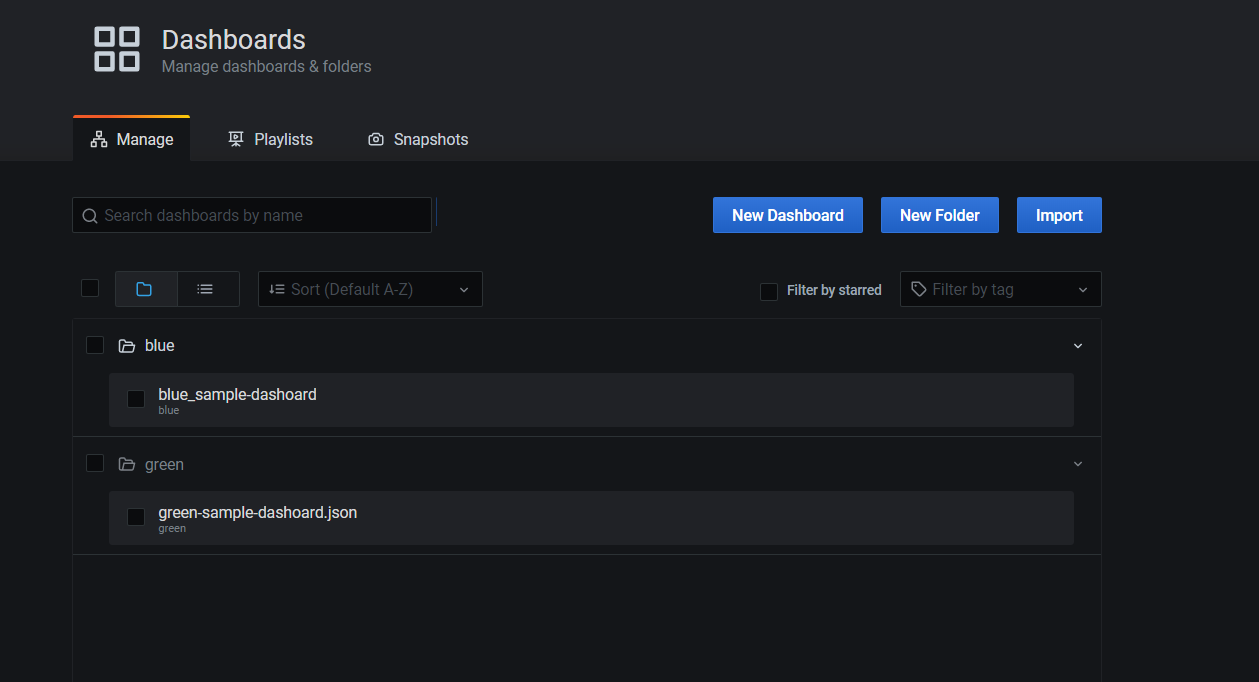 Dashboards
Manage dashboards & folders
Manage
Playlists
Snapshots
Search dashboards by name
New Dashboard
New Folder
Import
Sort (Default A-Z)
Filter by starred
Filter by tag
blue
blue_sample-dashoard
blue
green
green-sample-dashoard.json
green